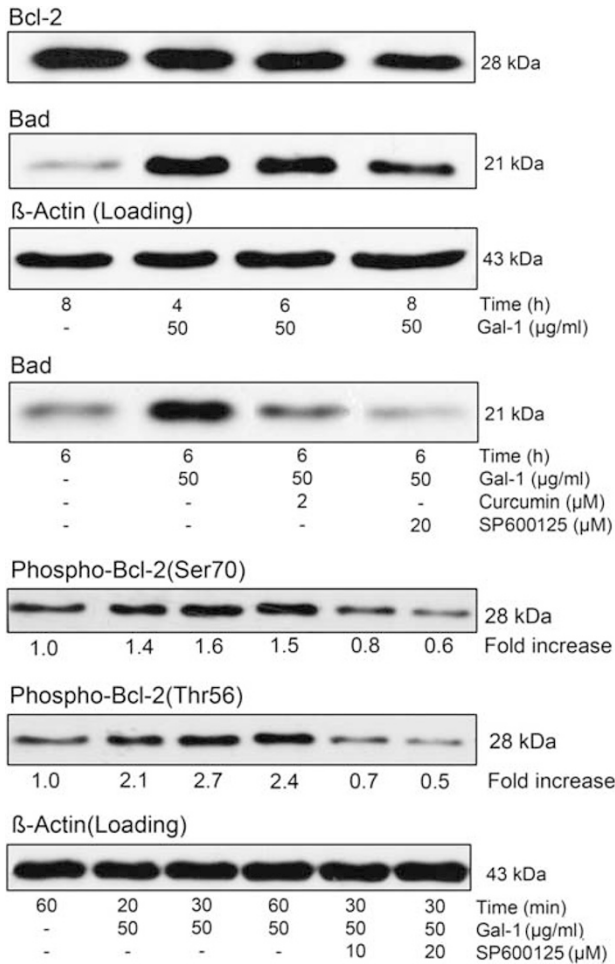 Bcl-2
28 kDa
Bad
21 kDa
ß-Actin (Loading)
43 kDa
8 4 6 8 Time (h)
- 50 50 50 Gal-1 (µg/ml)
Bad
21 kDa
6 6 6 6 Time (h)
- 50 50 50 Gal-1 (µg/ml)
- - 2 - Curcumin (µM)
- - - 20 SP600125 (µM)
Phospho-Bcl-2(Ser70)
28 kDa
1.0 1.4 1.6 1.5 0.8 0.6 Fold increase
Phospho-Bcl-2(Thr56)
28 kDa
1.0 2.1 2.7 2.4 0.7 0.5 Fold increase
ß-Actin(Loading)
43 kDa
60 20 30 60 30 30 Time (min)
- 50 50 50 50 50 Gal-1 (µg/ml)
- - - - 10 20 SP600125 (µM)